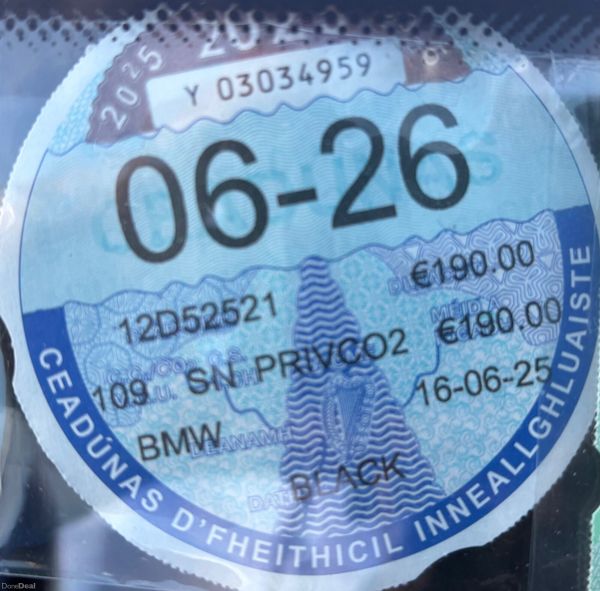 2025
Y 03034959
06-26
€190.00
12D52521
€190.00
109 SN PRIVCO2
16-06-25
BMW
BLACK
CEADÚNAS D'FHEITHICIL INNEALLGHLUAISTE
DoneDeal